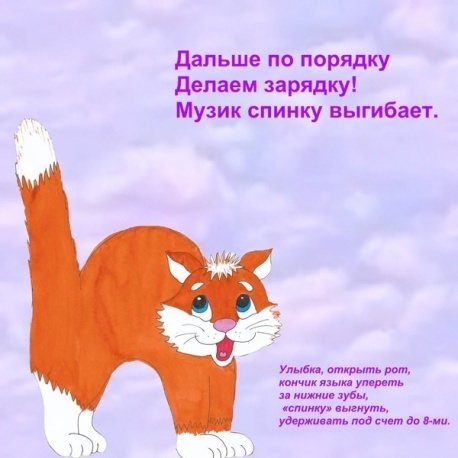 Дальше по порядку
Делаем зарядку!
Музик спинку выгибает.
Улыбка, открыть рот,
кончик языка упереть
за нижние зубы,
«спинку» выгнуть,
удерживать под счет до 8-ми.